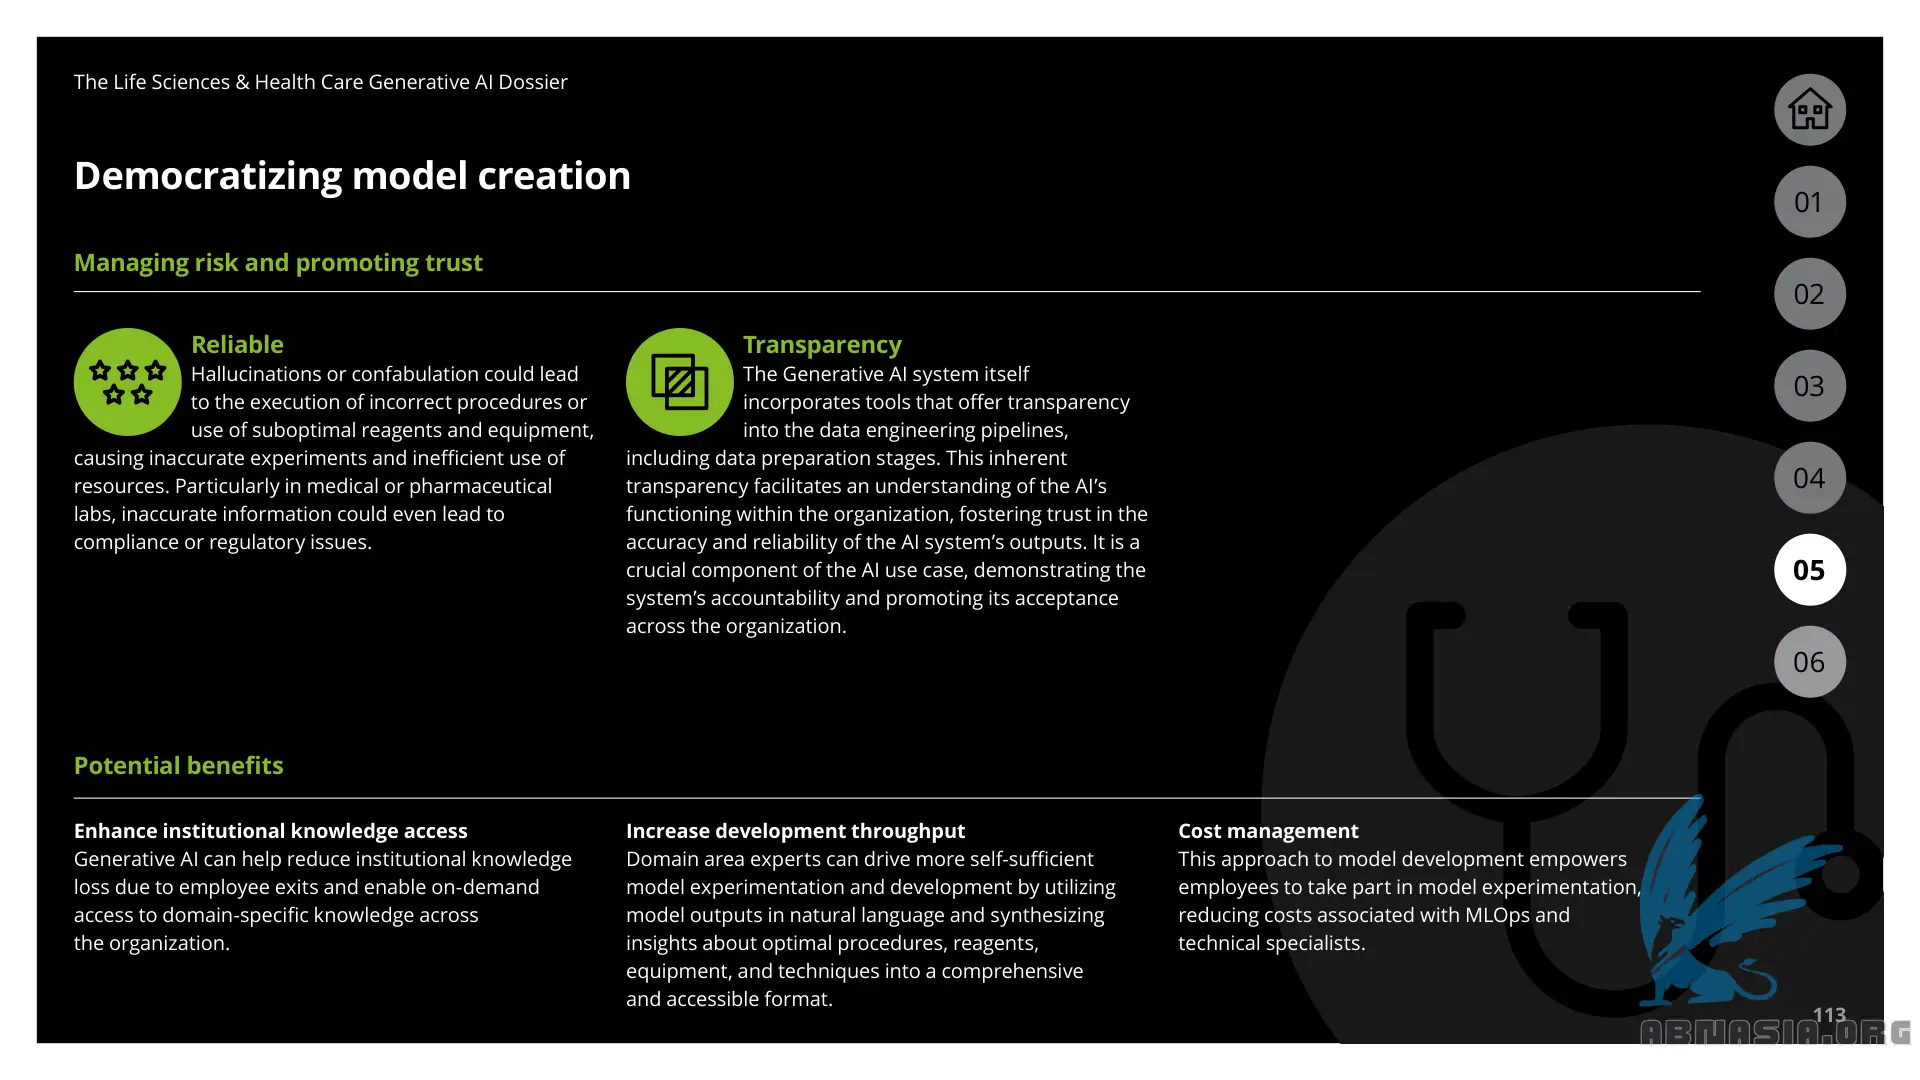 The Life Sciences & Health Care Generative AI Dossier
Democratizing model creation
Managing risk and promoting trust
Reliable
Hallucinations or confabulation could lead
to the execution of incorrect procedures or
use of suboptimal reagents and equipment,
causing inaccurate experiments and inefficient use of
resources. Particularly in medical or pharmaceutical
labs, inaccurate information could even lead to
compliance or regulatory issues.
Transparency
The Generative AI system itself
incorporates tools that offer transparency
into the data engineering pipelines,
including data preparation stages. This inherent
transparency facilitates an understanding of the AI’s
functioning within the organization, fostering trust in the
accuracy and reliability of the AI system’s outputs. It is a
crucial component of the AI use case, demonstrating the
system’s accountability and promoting its acceptance
across the organization.
Potential benefits
Enhance institutional knowledge access
Generative AI can help reduce institutional knowledge
loss due to employee exits and enable on-demand
access to domain-specific knowledge across
the organization.
Increase development throughput
Domain area experts can drive more self-sufficient
model experimentation and development by utilizing
model outputs in natural language and synthesizing
insights about optimal procedures, reagents,
equipment, and techniques into a comprehensive
and accessible format.
Cost management
This approach to model development empowers
employees to take part in model experimentation,
reducing costs associated with MLOps and
technical specialists.
01
02
03
04
05
06
113
ABMASIA.ORG